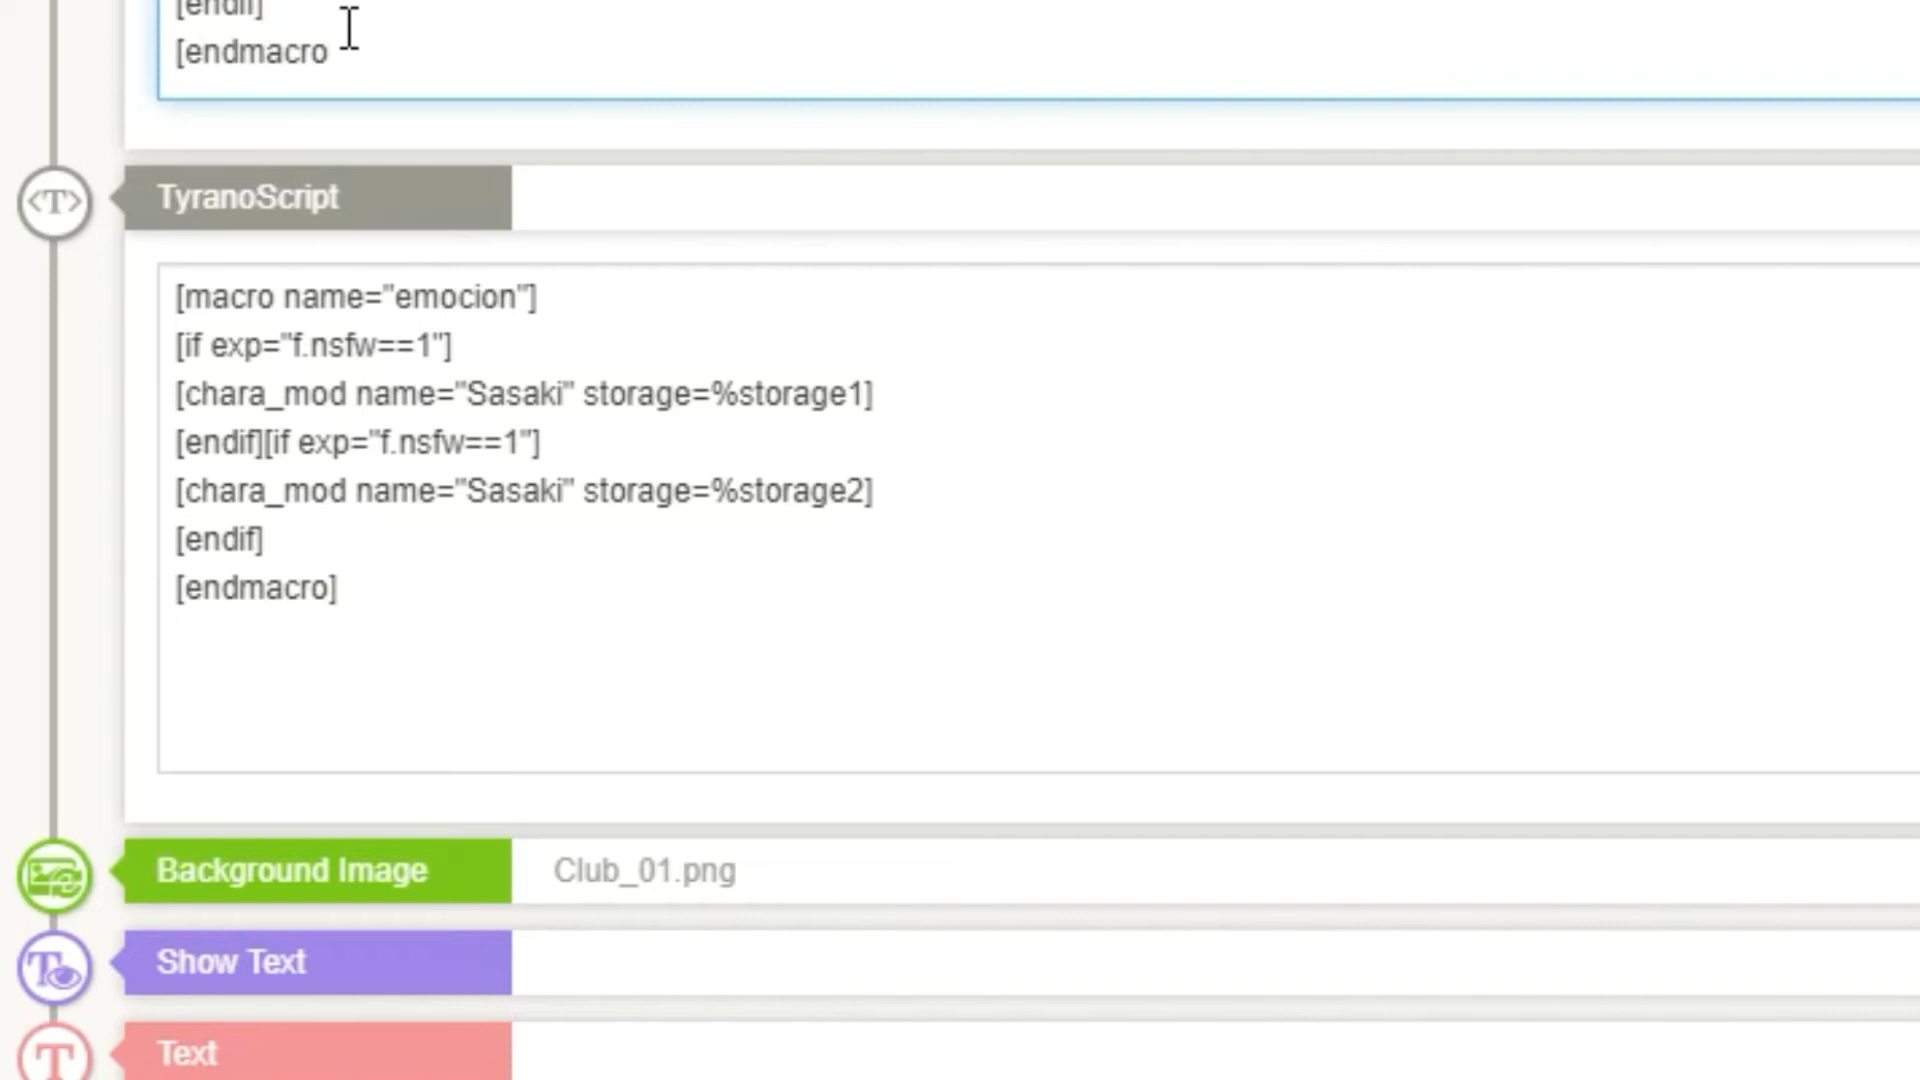 [endif]
[endmacro
<T>
TyranoScript
[macro name="emocion"]
[if exp="f.nsfw==1"]
[chara_mod name="Sasaki" storage=%storage1]
[endif][if exp="f.nsfw==1"]
[chara_mod name="Sasaki" storage=%storage2]
[endif]
[endmacro]
Background Image
Club_01.png
T
Show Text
T
Text